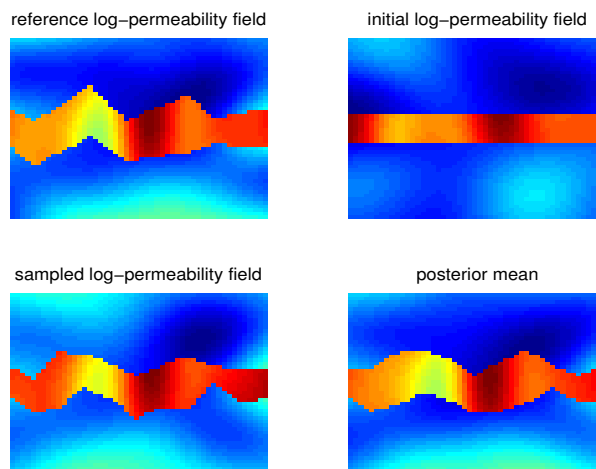 reference log−permeability field
initial log−permeability field
sampled log−permeability field
posterior mean